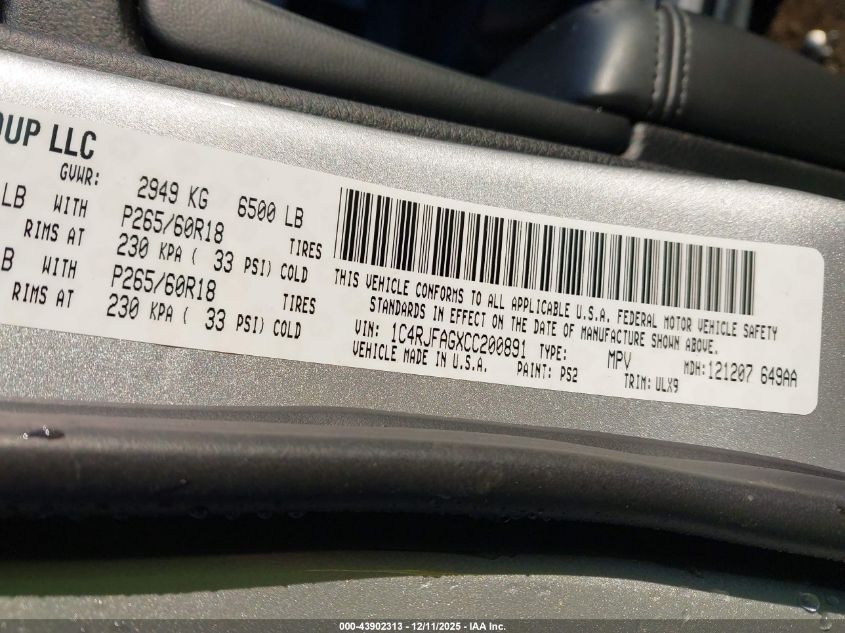 OUP LLC
GVWR: 2949 KG 6500 LB
LB WITH P265/60R18 TIRES
RIMS AT 230 KPA ( 33 PSI) COLD
B WITH P265/60R18 TIRES
RIMS AT 230 KPA ( 33 PSI) COLD
THIS VEHICLE CONFORMS TO ALL APPLICABLE U.S.A. FEDERAL MOTOR VEHICLE SAFETY
STANDARDS IN EFFECT ON THE DATE OF MANUFACTURE SHOWN ABOVE.
VIN: 1C4RJFAGXCC200891 TYPE: MPV MDH:121207 649AA
VEHICLE MADE IN U.S.A. PAINT: PS2 TRIM: ULX9
000-43902313 - 12/11/2025 - IAA Inc.